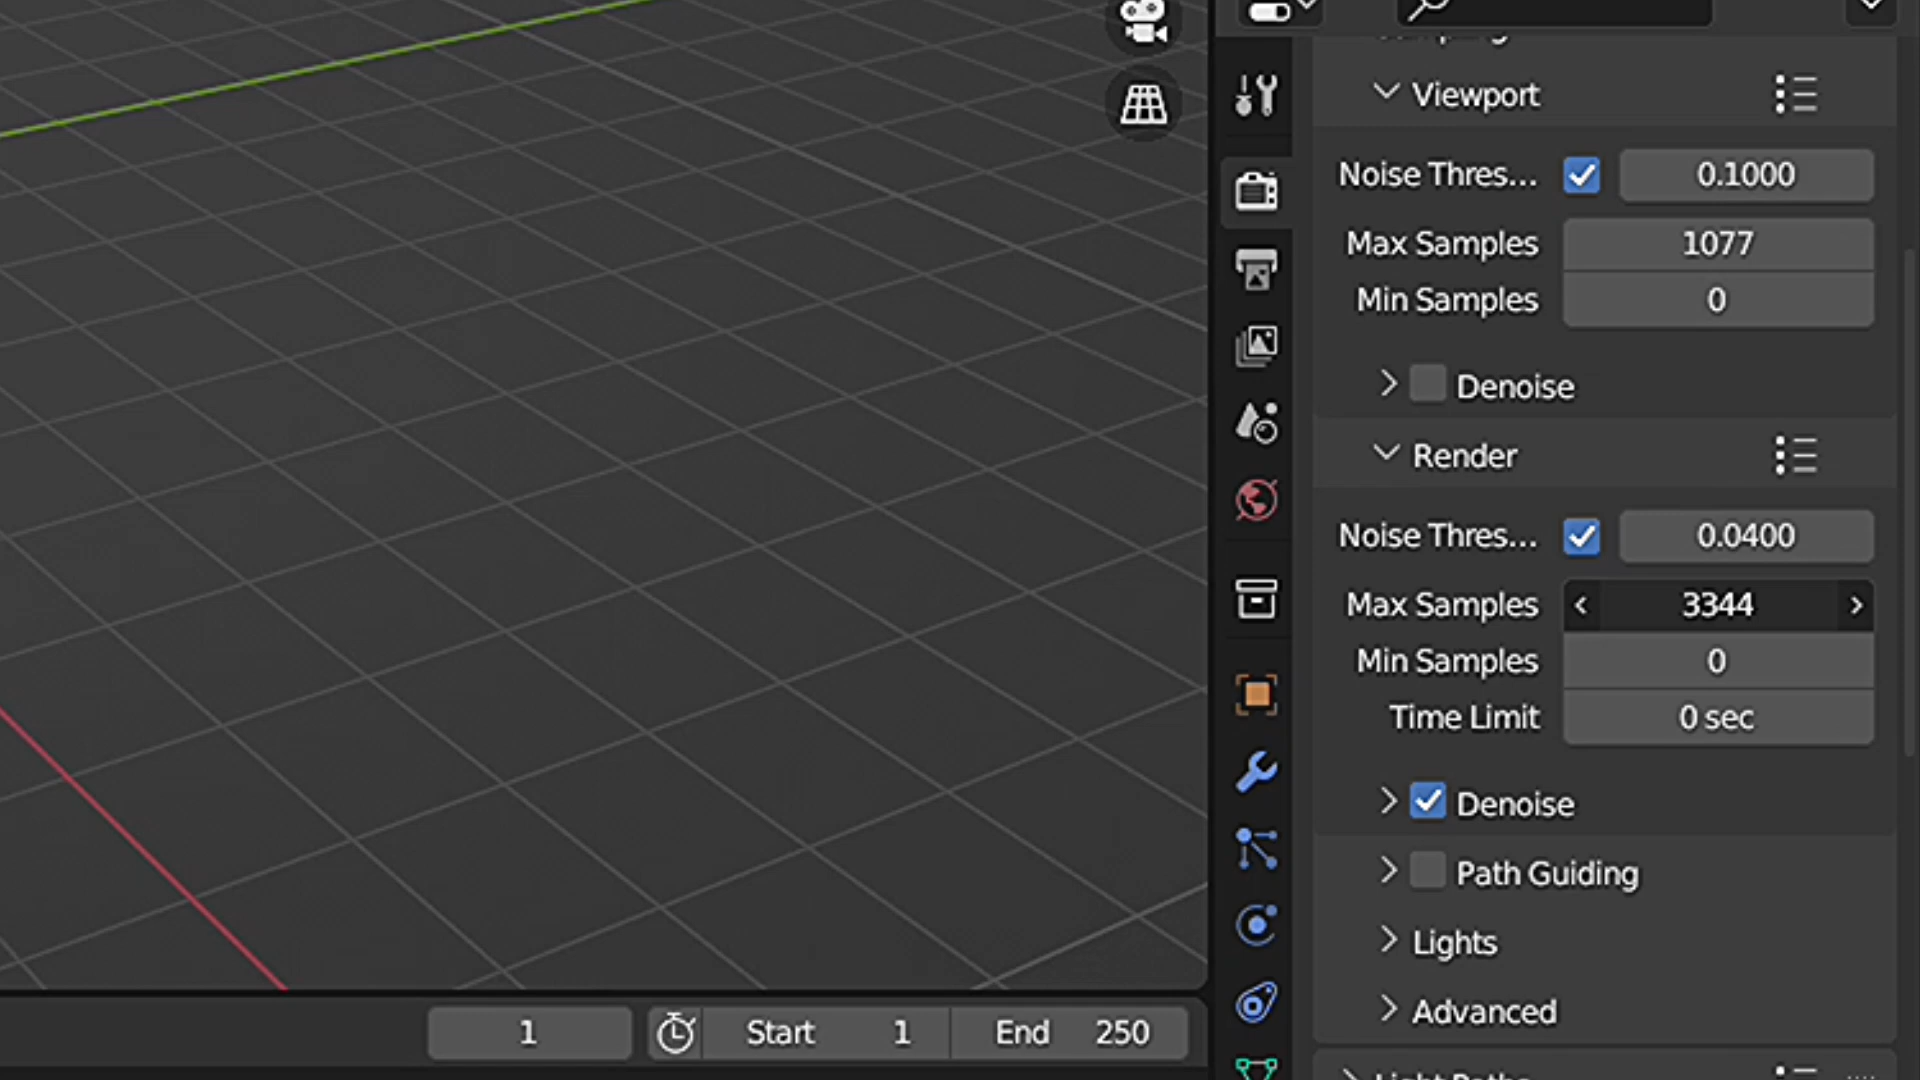 Viewport
Noise Thres... 0.1000
Max Samples 1077
Min Samples 0
Denoise
Render
Noise Thres... 0.0400
Max Samples 3344
Min Samples 0
Time Limit 0 sec
Denoise
Path Guiding
Lights
Advanced
1 Start 1 End 250